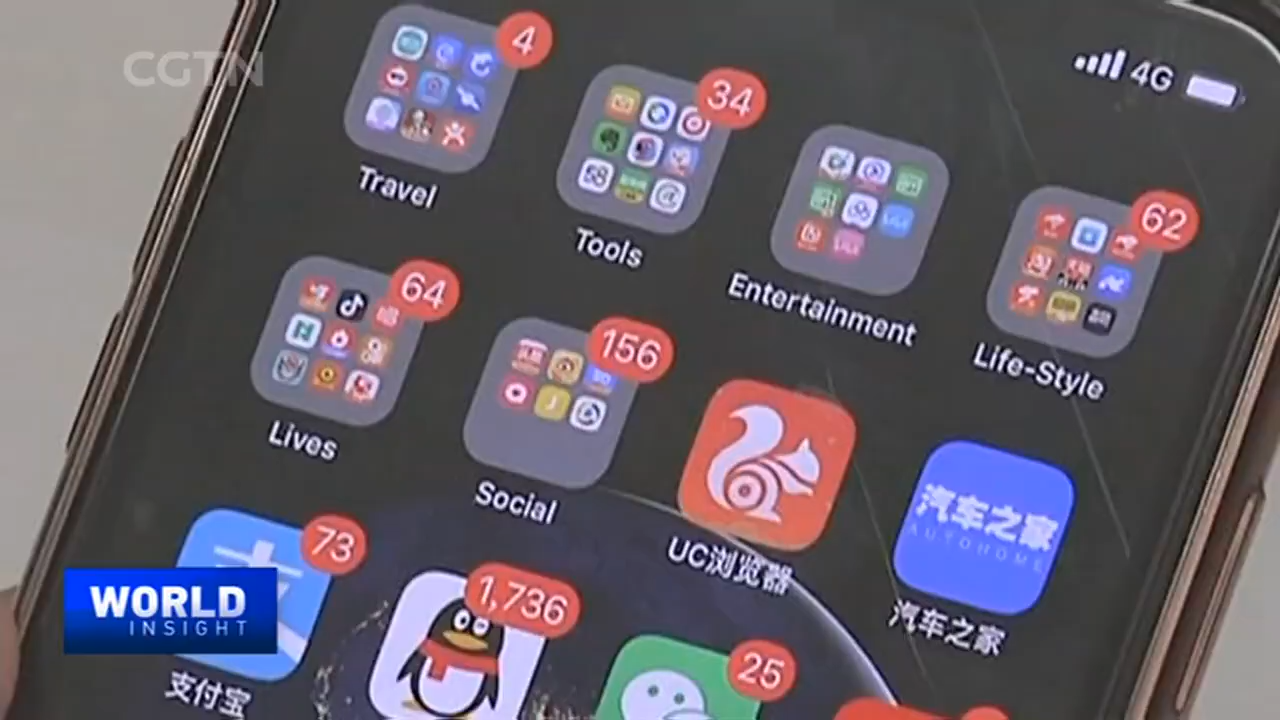 CGTN
4G
4
Travel
34
Tools
Entertainment
62
Life-Style
64
Lives
156
Social
UC浏览器
汽车之家
AUTOHOME
汽车之家
73
支付宝
1,736
25
WORLD
INSIGHT